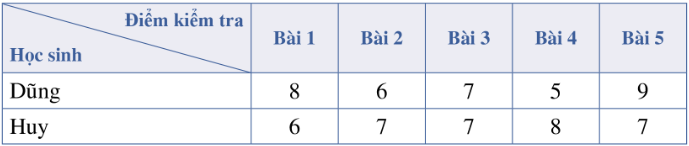 Điểm kiểm tra
Học sinh
Bài 1 Bài 2 Bài 3 Bài 4 Bài 5
Dũng 8 6 7 5 9
Huy 6 7 7 8 7